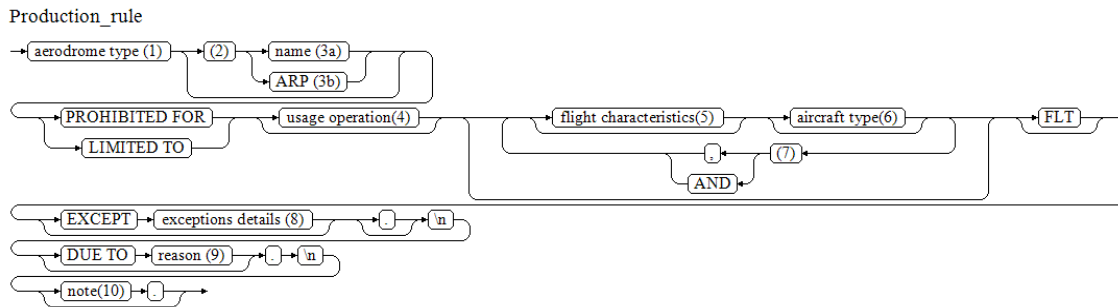 Production_rule
aerodrome type (1) (2) name (3a)
ARP (3b)
PROHIBITED FOR usage operation(4) flight characteristics(5) aircraft type(6) FLT
LIMITED TO , (7)
AND
EXCEPT exceptions details (8) . \n
DUE TO reason (9) . \n
note(10) .